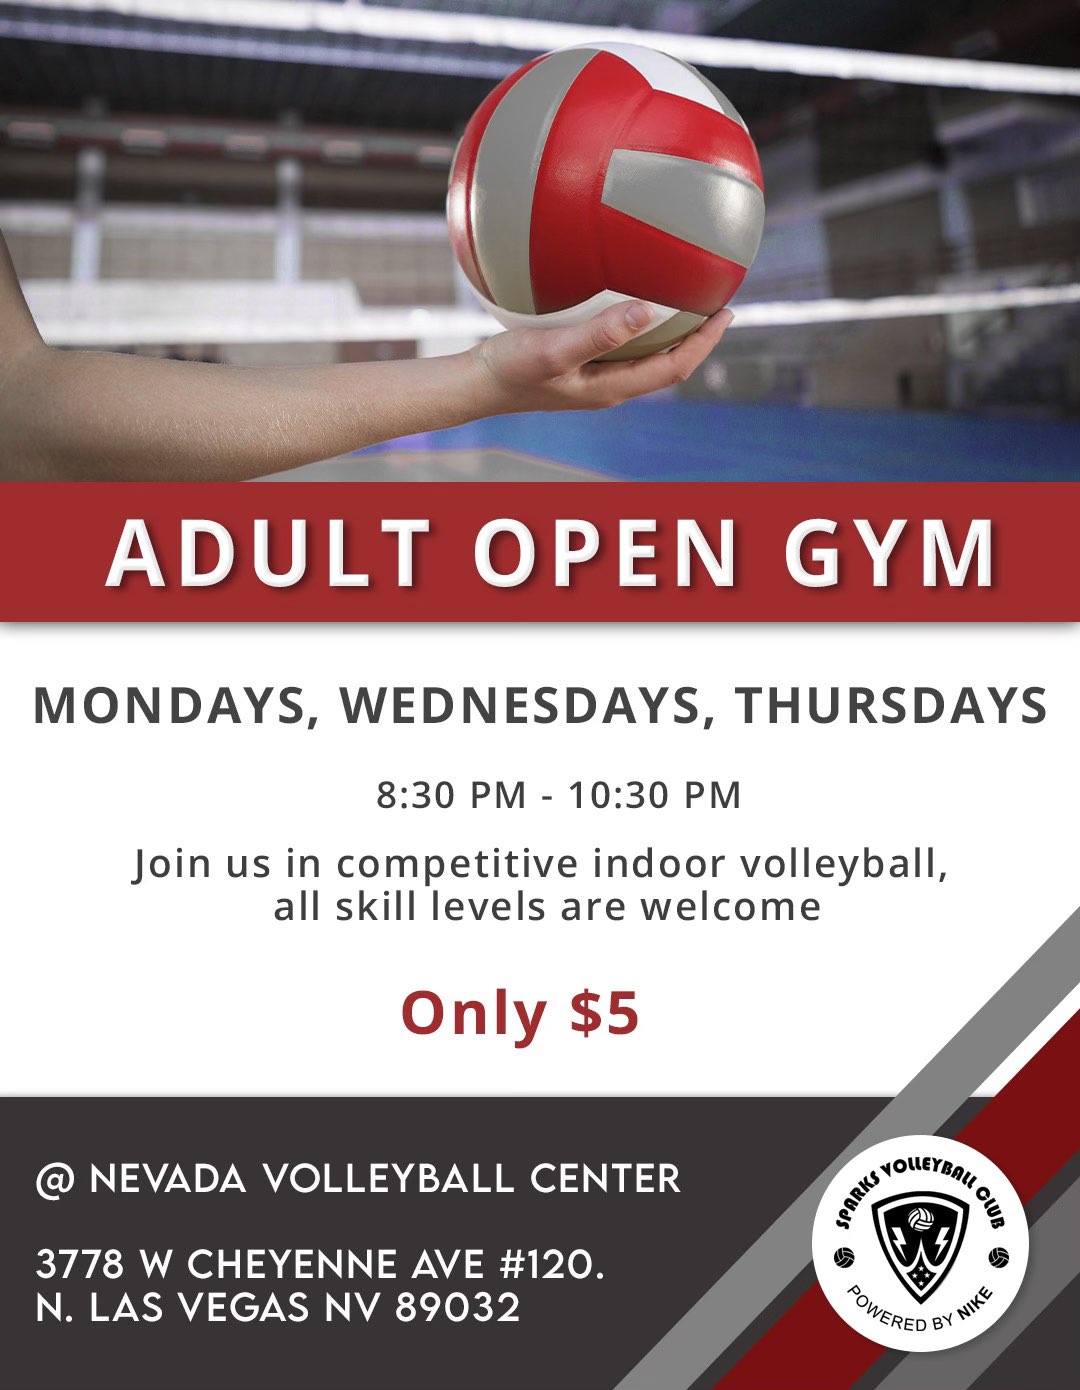 ADULT OPEN GYM
MONDAYS, WEDNESDAYS, THURSDAYS
8:30 PM - 10:30 PM
Join us in competitive indoor volleyball,
all skill levels are welcome
Only $5
@ NEVADA VOLLEYBALL CENTER
3778 W CHEYENNE AVE #120.
N. LAS VEGAS NV 89032
SPARKS VOLLEYBALL CLUB
POWERED BY NIKE